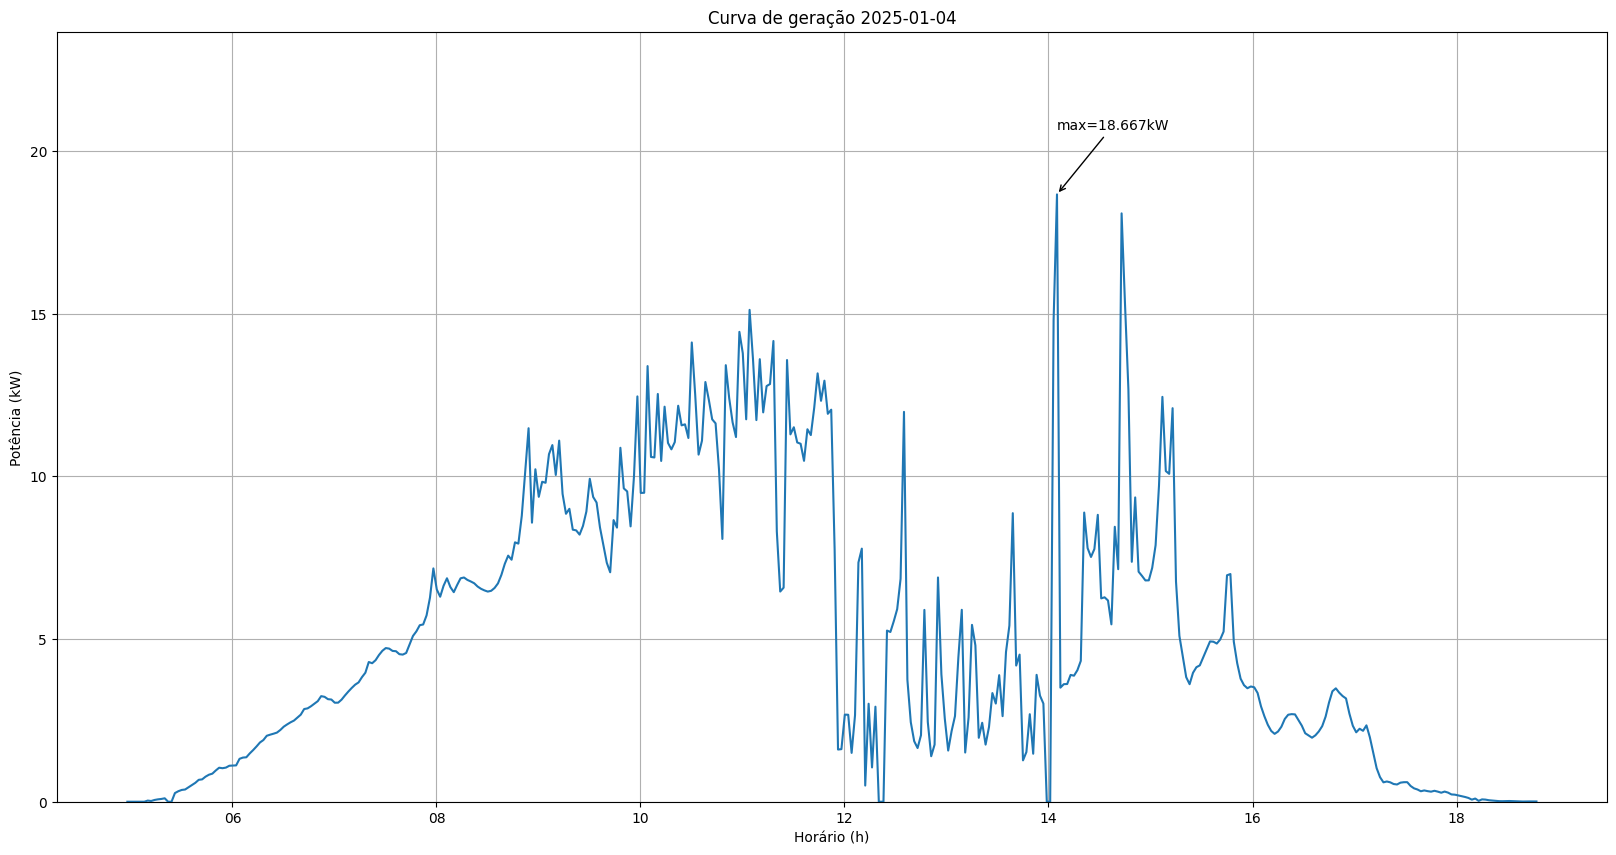 Curva de geração 2025-01-04
max=18.667kW
Potência (kW)
20
15
10
5
0
06 08 10 12 14 16 18
Horário (h)